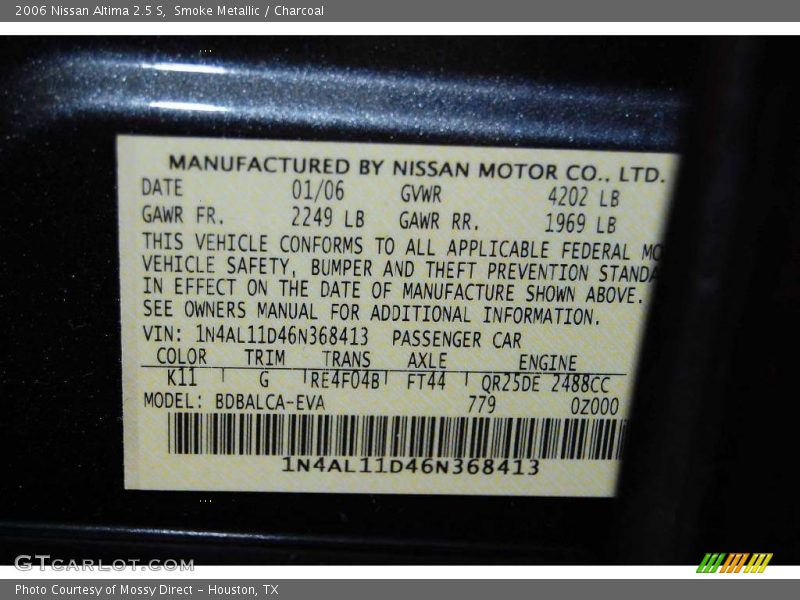 2006 Nissan Altima 2.5 S, Smoke Metallic / Charcoal
MANUFACTURED BY NISSAN MOTOR CO., LTD.
DATE 01/06 GVWR 4202 LB
GAWR FR. 2249 LB GAWR RR. 1969 LB
THIS VEHICLE CONFORMS TO ALL APPLICABLE FEDERAL MO
VEHICLE SAFETY, BUMPER AND THEFT PREVENTION STANDA
IN EFFECT ON THE DATE OF MANUFACTURE SHOWN ABOVE.
SEE OWNERS MANUAL FOR ADDITIONAL INFORMATION.
VIN: 1N4AL11D46N368413 PASSENGER CAR
COLOR TRIM TRANS AXLE ENGINE
K11 G RE4F04B FT44 QR25DE 2488CC
MODEL: BDBALCA-EVA 779 0Z000
1N4AL11D46N368413
GTCARLOT.COM
Photo Courtesy of Mossy Direct - Houston, TX